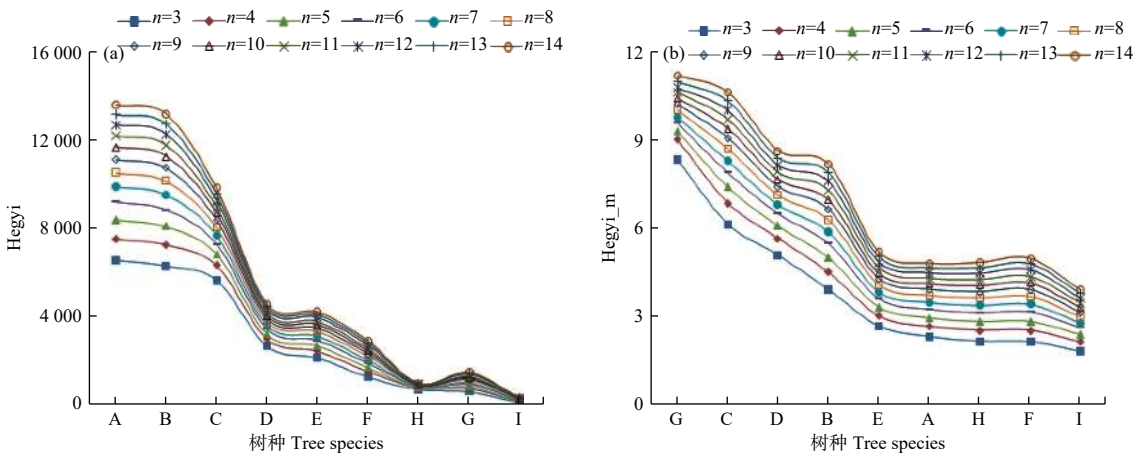 n=3 n=4 n=5 n=6 n=7 n=8
n=9 n=10 n=11 n=12 n=13 n=14
(a)
16 000
12 000
8 000
4 000
0
Hegyi
A B C D E F H G I
树种 Tree species
n=3 n=4 n=5 n=6 n=7 n=8
n=9 n=10 n=11 n=12 n=13 n=14
(b)
12
9
6
3
0
Hegyi_m
G C D B E A H F I
树种 Tree species